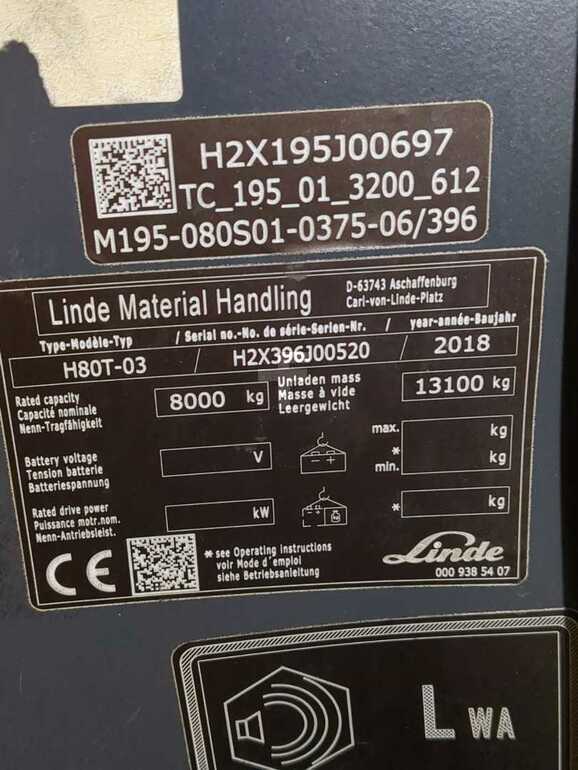 H2X195J00697
TC_195_01_3200_612
M195-080S01-0375-06/396
Linde Material Handling
D-63743 Aschaffenburg
Carl-von-Linde-Platz
Type-Modèle-Typ / Serial no.-No. de série-Serien-Nr. / year-année-Baujahr
H80T-03 / H2X396J00520 / 2018
Rated capacity
Capacité nominale
Nenn-Tragfähigkeit
8000 kg
Unladen mass
Masse à vide
Leergewicht
13100 kg
Battery voltage
Tension batterie
Batteriespannung
V
- +
max. kg
* min. kg
Rated drive power
Puissance motr.nom.
Nenn-Antriebsleist.
kW
kg
* kg
CE
* see Operating instructions
voir Mode d'emploi
siehe Betriebsanleitung
Linde
000 938 54 07
LWA